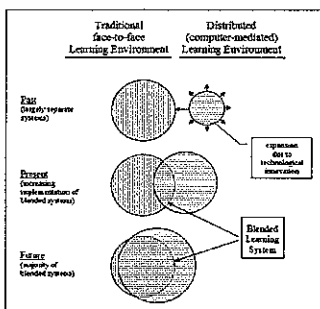 Traditional
face-to-face
Learning Environment
Distributed
(computer-mediated)
Learning Environment
Past
(largely separate
systems)
expansion
due to
technological
innovation
Present
(increasing
implementation of
blended systems)
Blended
Learning
System
Future
(majority of
blended systems)